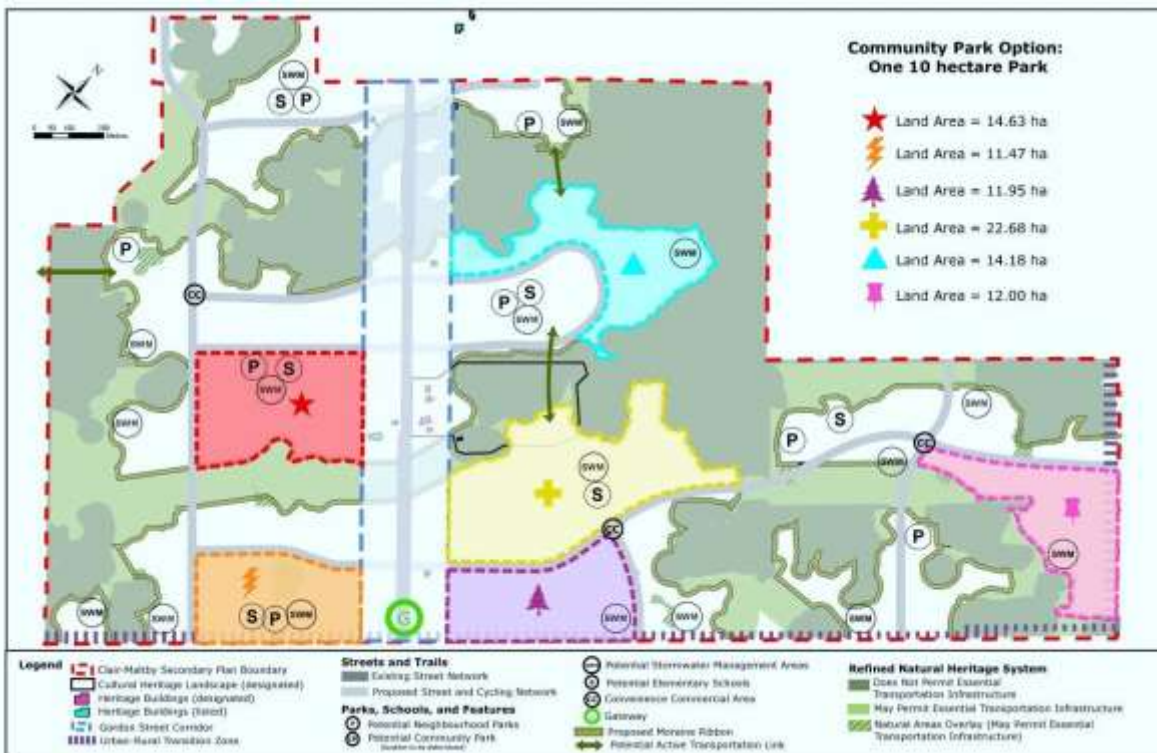 Community Park Option:
One 10 hectare Park
N
Land Area = 14.63 ha
Land Area = 11.47 ha
Land Area = 11.95 ha
Land Area = 22.68 ha
Land Area = 14.18 ha
Land Area = 12.00 ha
SWM
S P
P SWM
P
SWM
CC
S
P
SWM
SWM
P S
SWM
SWM
SWM
S
P
S
SWM
CC
SWM
CC
P
SWM
S P SWM
SWM
SWM
G
SWM
SWM
SWM
Legend
Clair-Maltby Secondary Plan Boundary
Cultural Heritage Landscape (designated)
Heritage Buildings (designated)
Heritage Buildings (listed)
Gordon Street Corridor
Urban-Rural Transition Zone
Streets and Trails
Existing Street Network
Proposed Street and Cycling Network
Parks, Schools, and Features
Potential Neighbourhood Parks
Potential Community Park
Potential Stormwater Management Areas
Potential Elementary Schools
Convenience Commercial Area
Gateway
Proposed Moraine Ribbon
Potential Active Transportation Link
Refined Natural Heritage System
Does Not Permit Essential
Transportation Infrastructure
May Permit Essential Transportation Infrastructure
Natural Areas Overlay (May Permit Essential
Transportation Infrastructure)